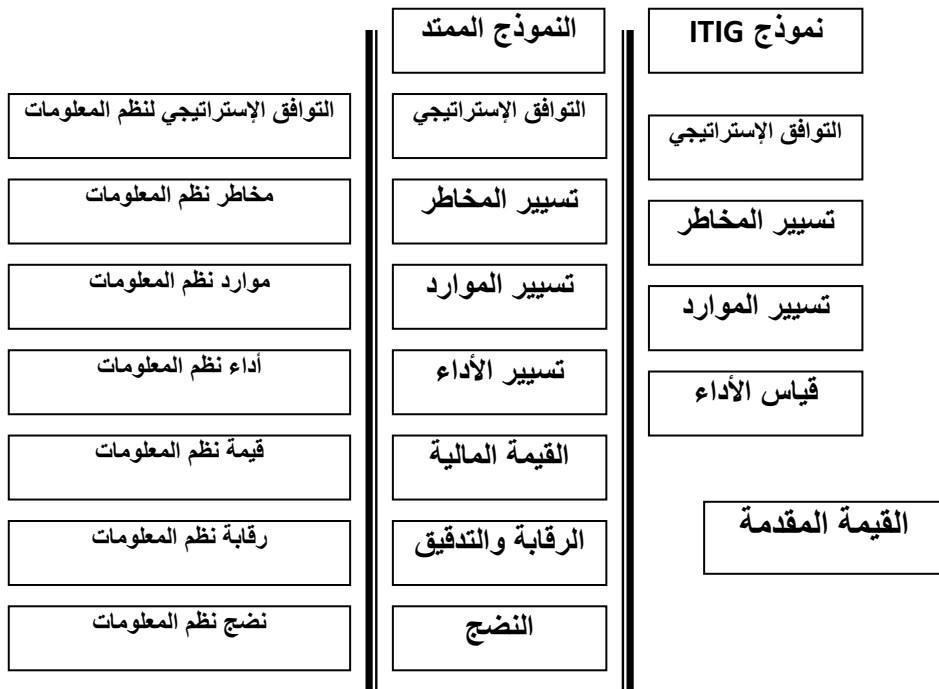 نموذج ITIG
النموذج الممتد
التوافق الإستراتيجي
التوافق الإستراتيجي
التوافق الإستراتيجي لنظم المعلومات
تسيير المخاطر
تسيير المخاطر
مخاطر نظم المعلومات
تسيير الموارد
تسيير الموارد
موارد نظم المعلومات
قياس الأداء
تسيير الأداء
أداء نظم المعلومات
القيمة المالية
قيمة نظم المعلومات
القيمة المقدمة
الرقابة والتدقيق
رقابة نظم المعلومات
النضج
نضج نظم المعلومات